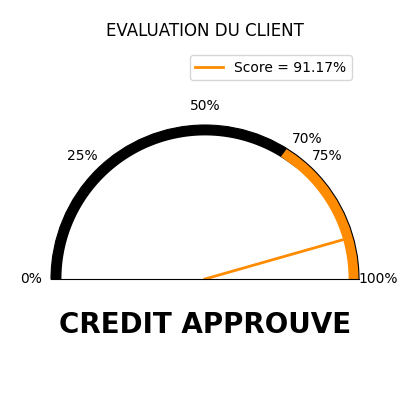 EVALUATION DU CLIENT
Score = 91.17%
50%
70%
25%
75%
0%
100%
CREDIT APPROUVE